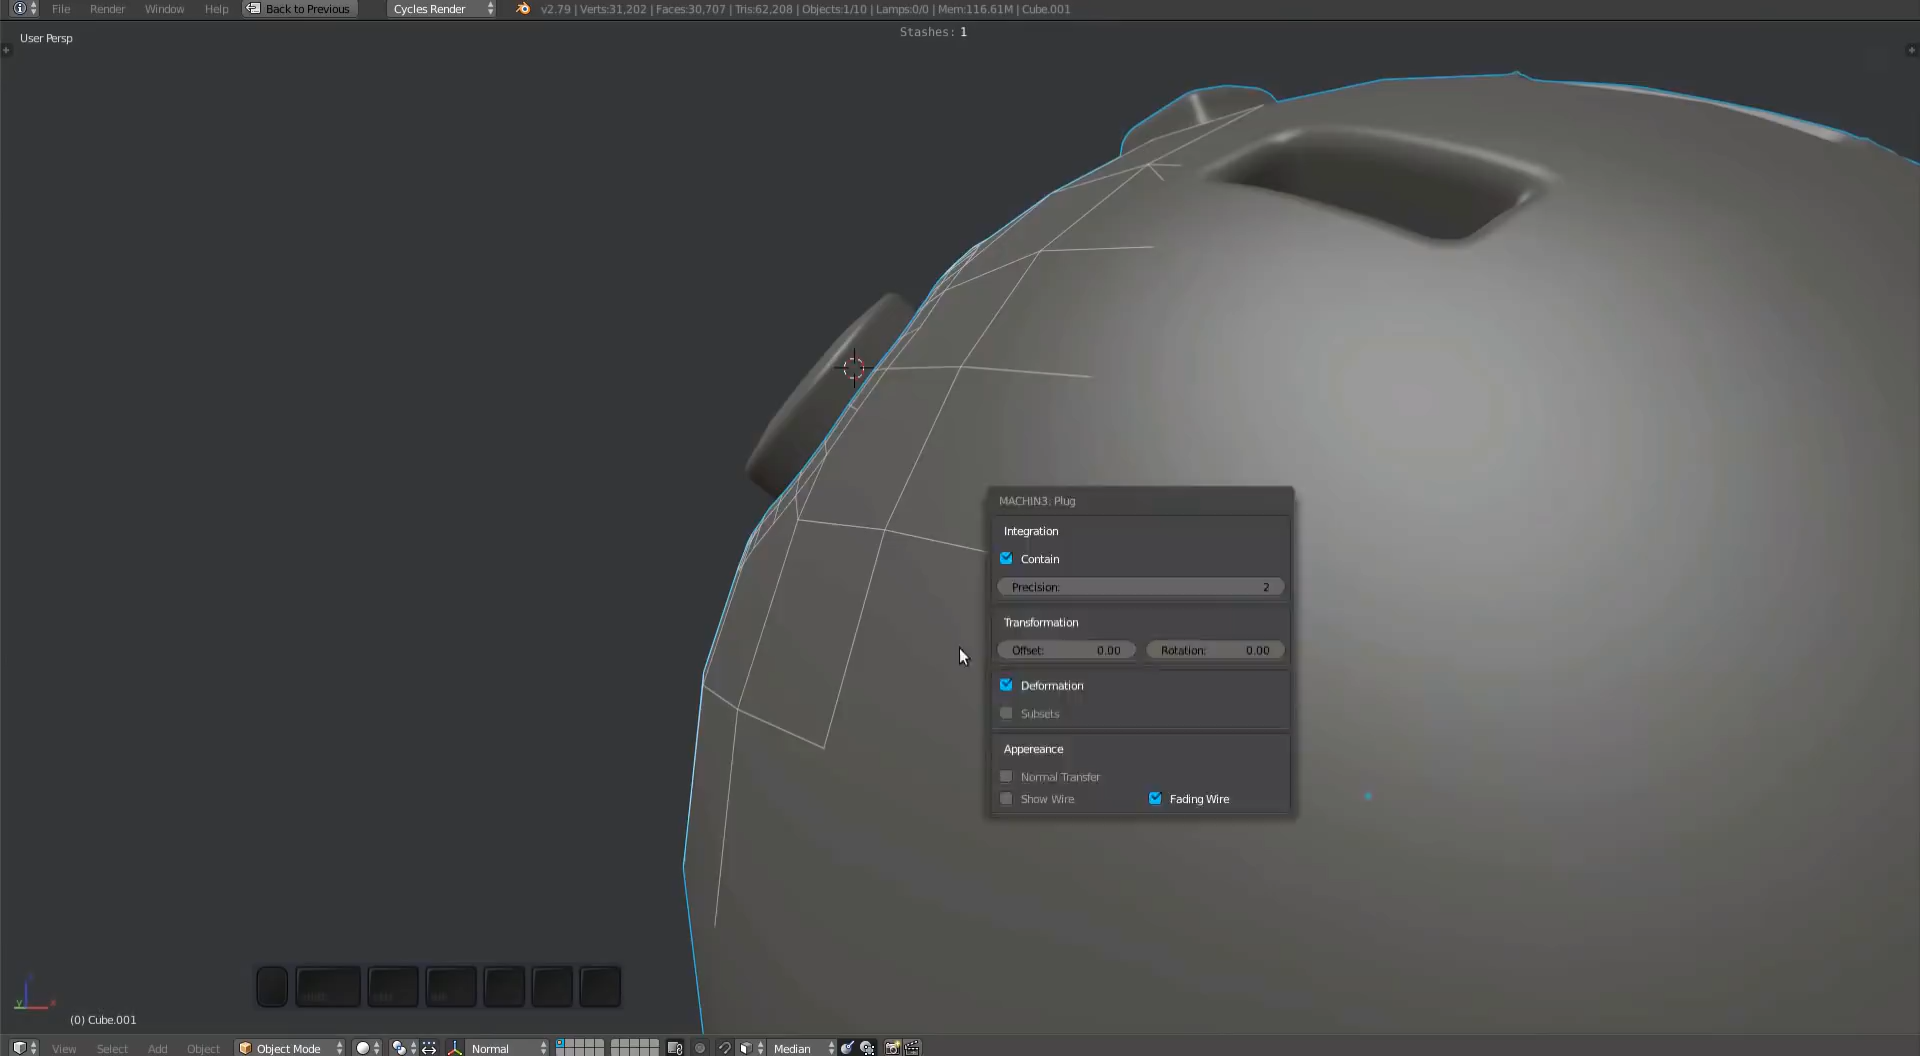 File Render Window Help Back to Previous Cycles Render v2.79 | Verts:31,202 | Faces:30,707 | Tris:62,208 | Objects:1/10 | Lamps:0/0 | Mem:116.61M | Cube.001
Stashes: 1
User Persp
MACHIN3: Plug
Integration
Contain
Precision: 2
Transformation
Offset: 0.00 Rotation: 0.00
Deformation
Subsets
Appereance
Normal Transfer
Show Wire Fading Wire
(0) Cube.001
View Select Add Object Object Mode Normal Median